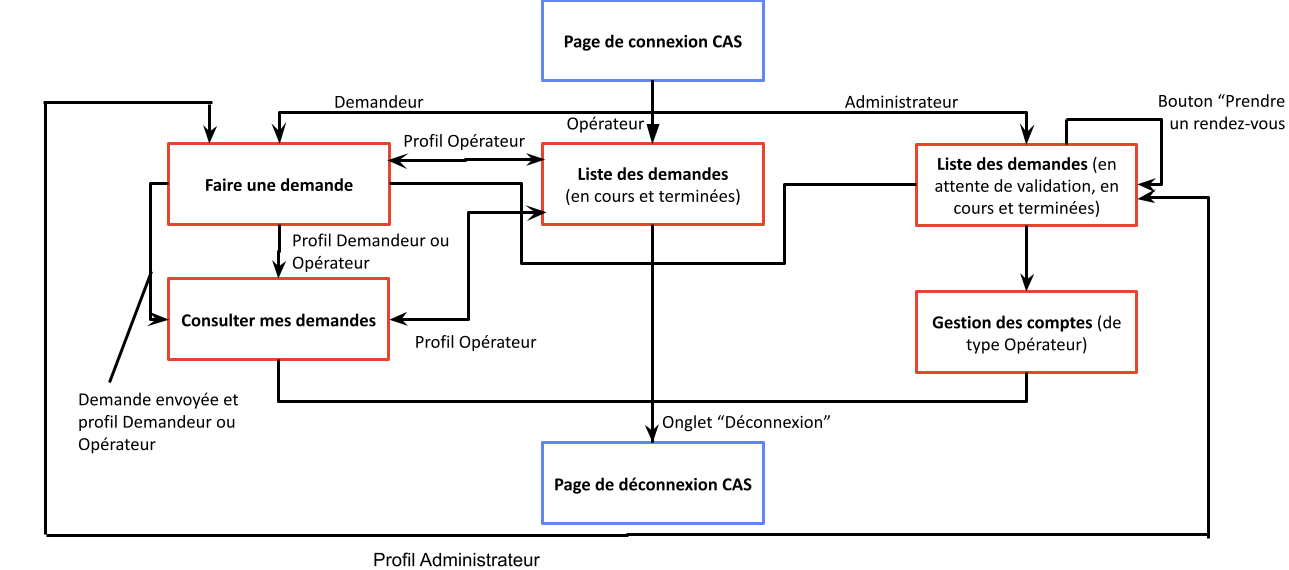 Page de connexion CAS
Demandeur
Administrateur
Bouton “Prendre
un rendez-vous
Opérateur
Profil Opérateur
Faire une demande
Liste des demandes
(en cours et terminées)
Liste des demandes (en
attente de validation, en
cours et terminées)
Profil Demandeur ou
Opérateur
Consulter mes demandes
Profil Opérateur
Gestion des comptes (de
type Opérateur)
Demande envoyée et
profil Demandeur ou
Opérateur
Onglet “Déconnexion”
Page de déconnexion CAS
Profil Administrateur